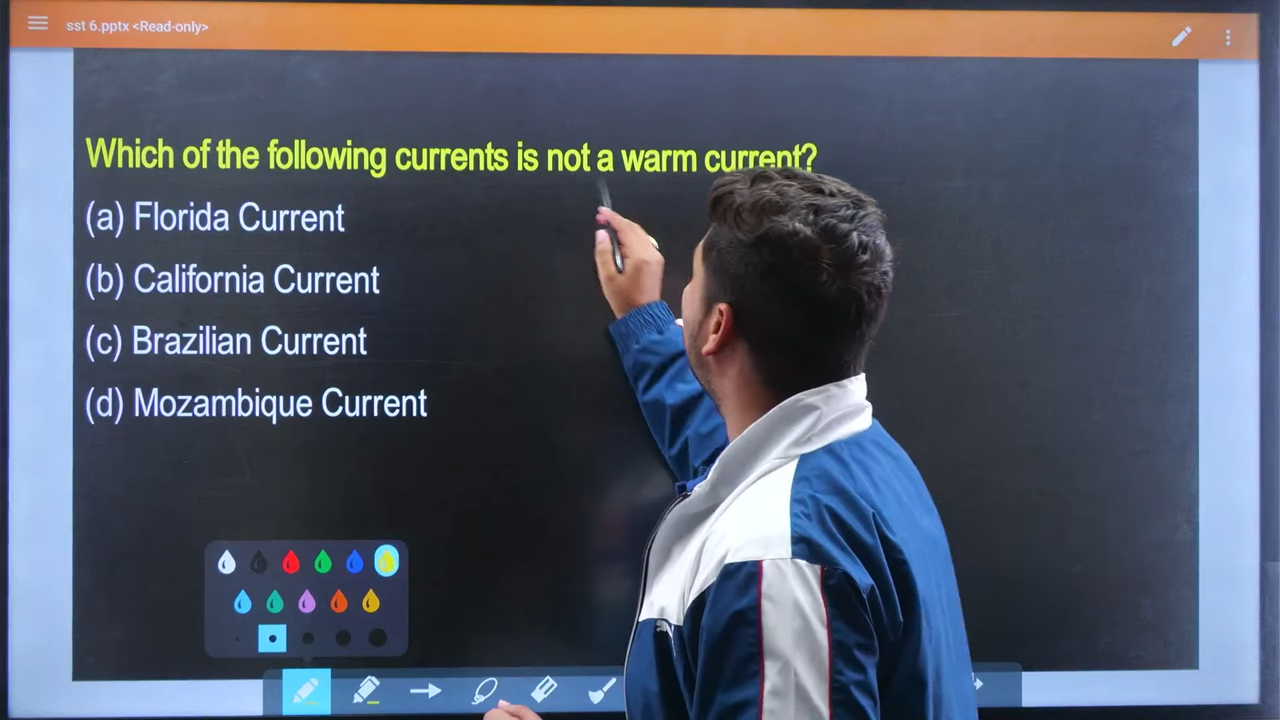 sst 6.pptx <Read-only>
Which of the following currents is not a warm current?
(a) Florida Current
(b) California Current
(c) Brazilian Current
(d) Mozambique Current